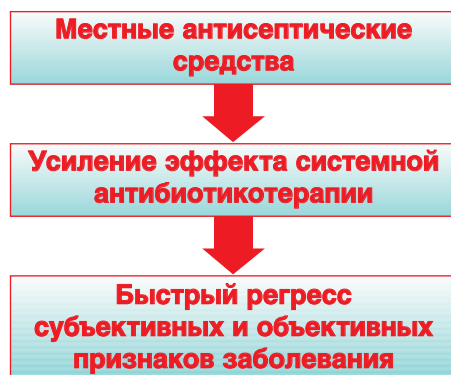 Местные антисептические
средства
Усиление эффекта системной
антибиотикотерапии
Быстрый регресс
субъективных и объективных
признаков заболевания